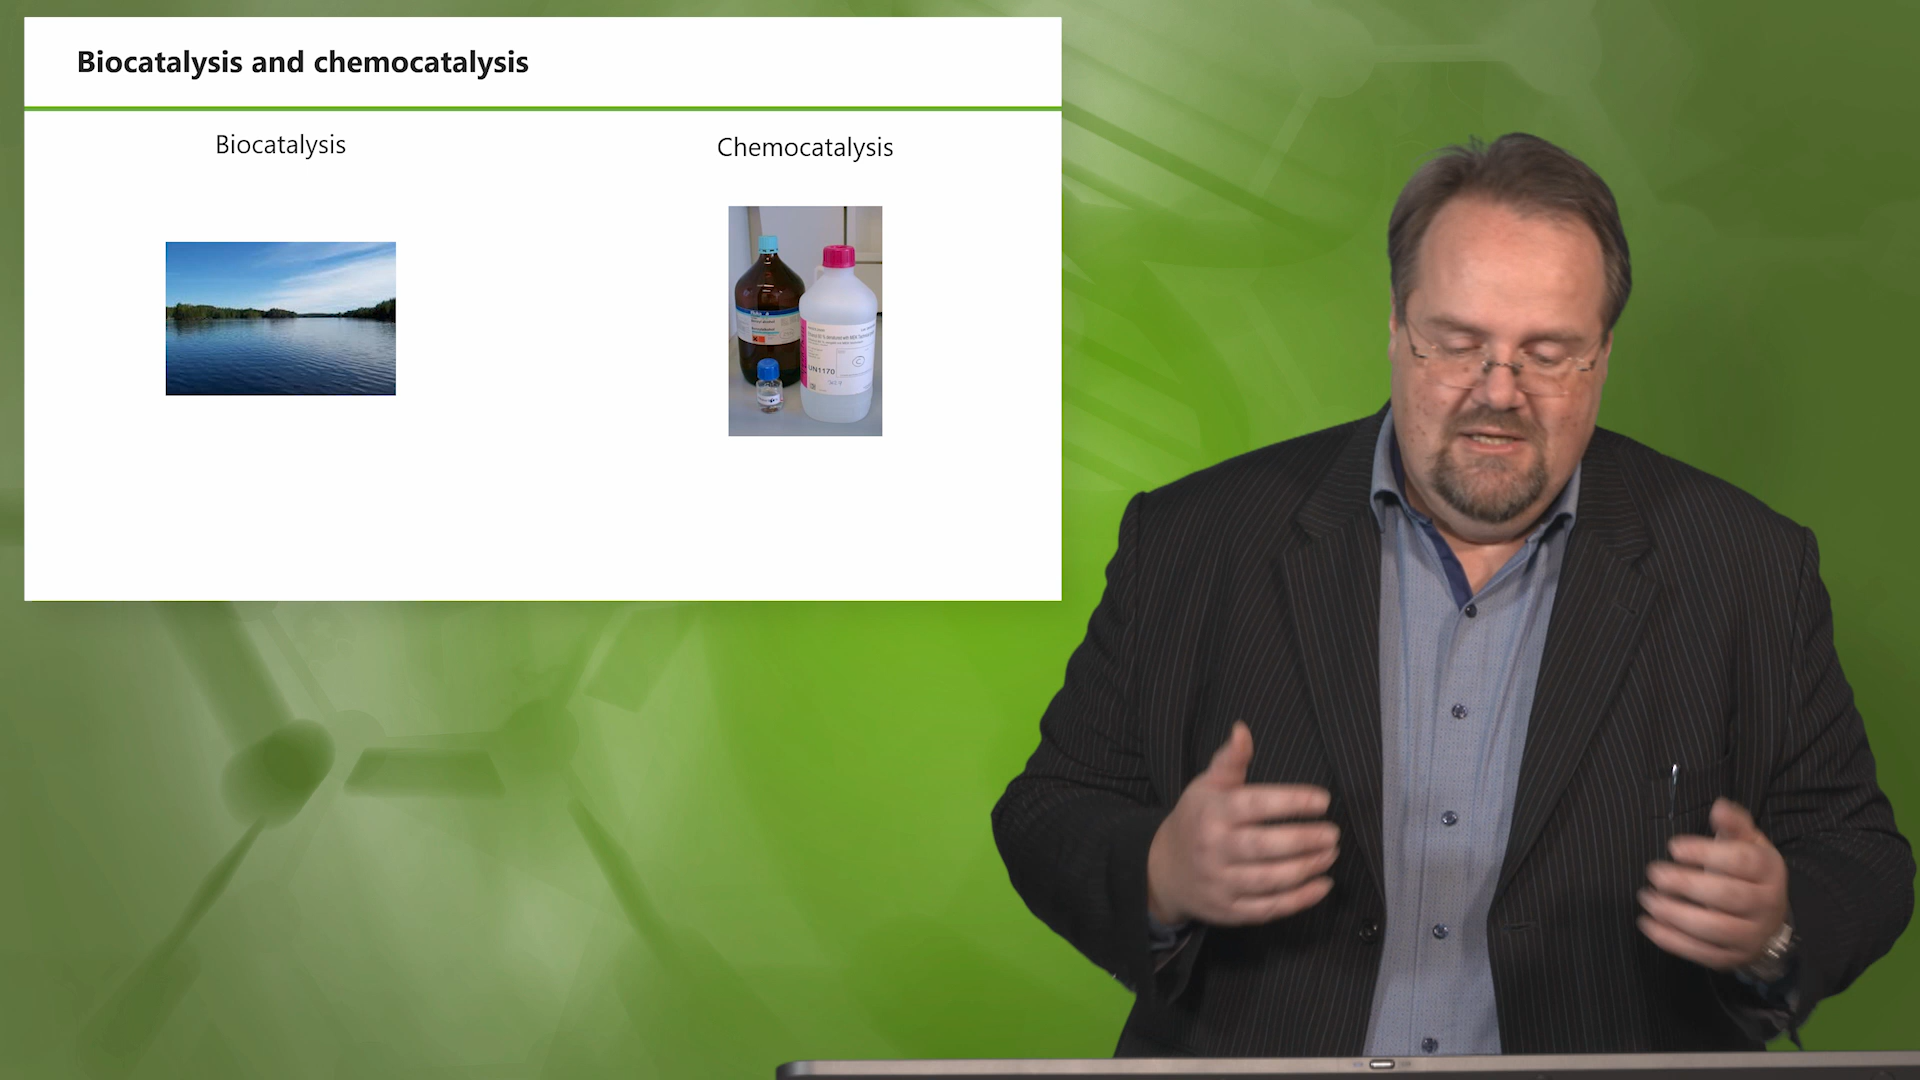 Biocatalysis and chemocatalysis
Biocatalysis
Chemocatalysis
UN1170